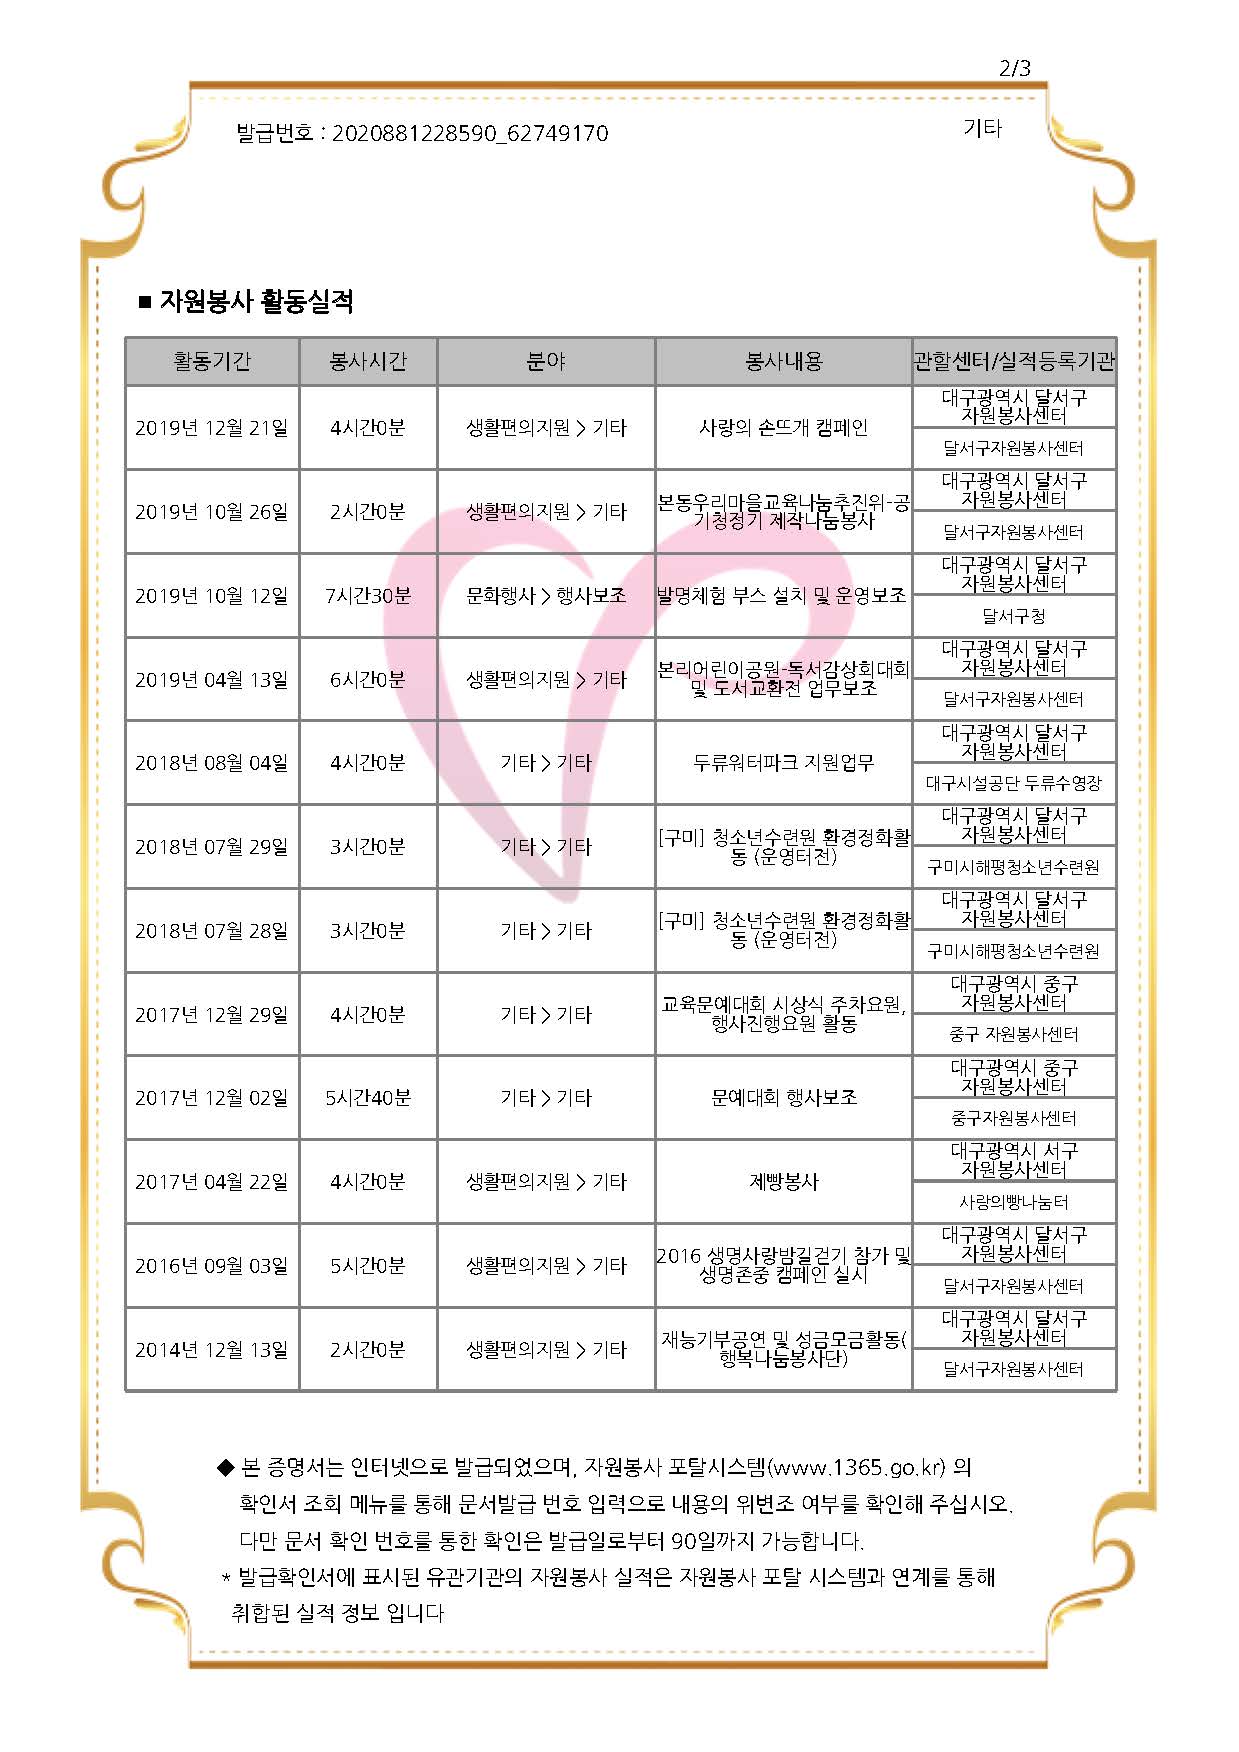 2/3
발급번호 : 2020881228590_62749170
기타
■ 자원봉사 활동실적
활동기간 봉사시간 분야 봉사내용 관할센터/실적등록기관
2019년 12월 21일 4시간0분 생활편의지원 > 기타 사랑의 손뜨개 캠페인
대구광역시 달서구
자원봉사센터
달서구자원봉사센터
2019년 10월 26일 2시간0분 생활편의지원 > 기타
본동우리마을교육나눔추진위-공
기청정기 제작나눔봉사
대구광역시 달서구
자원봉사센터
달서구자원봉사센터
2019년 10월 12일 7시간30분 문화행사 > 행사보조 발명체험 부스 설치 및 운영보조
대구광역시 달서구
자원봉사센터
달서구청
2019년 04월 13일 6시간0분 생활편의지원 > 기타
본리어린이공원-독서감상회대회
및 도서교환전 업무보조
대구광역시 달서구
자원봉사센터
달서구자원봉사센터
2018년 08월 04일 4시간0분 기타 > 기타 두류워터파크 지원업무
대구광역시 달서구
자원봉사센터
대구시설공단 두류수영장
2018년 07월 29일 3시간0분 기타 > 기타
[구미] 청소년수련원 환경정화활
동 (운영터전)
대구광역시 달서구
자원봉사센터
구미시해평청소년수련원
2018년 07월 28일 3시간0분 기타 > 기타
[구미] 청소년수련원 환경정화활
동 (운영터전)
대구광역시 달서구
자원봉사센터
구미시해평청소년수련원
2017년 12월 29일 4시간0분 기타 > 기타
교육문예대회 시상식 주차요원,
행사진행요원 활동
대구광역시 중구
자원봉사센터
중구 자원봉사센터
2017년 12월 02일 5시간40분 기타 > 기타 문예대회 행사보조
대구광역시 중구
자원봉사센터
중구자원봉사센터
2017년 04월 22일 4시간0분 생활편의지원 > 기타 제빵봉사
대구광역시 서구
자원봉사센터
사랑의빵나눔터
2016년 09월 03일 5시간0분 생활편의지원 > 기타
2016 생명사랑밤길걷기 참가 및
생명존중 캠페인 실시
대구광역시 달서구
자원봉사센터
달서구자원봉사센터
2014년 12월 13일 2시간0분 생활편의지원 > 기타
재능기부공연 및 성금모금활동(
행복나눔봉사단)
대구광역시 달서구
자원봉사센터
달서구자원봉사센터
◆ 본 증명서는 인터넷으로 발급되었으며, 자원봉사 포탈시스템(www.1365.go.kr) 의
확인서 조회 메뉴를 통해 문서발급 번호 입력으로 내용의 위변조 여부를 확인해 주십시오.
다만 문서 확인 번호를 통한 확인은 발급일로부터 90일까지 가능합니다.
* 발급확인서에 표시된 유관기관의 자원봉사 실적은 자원봉사 포탈 시스템과 연계를 통해
취합된 실적 정보 입니다